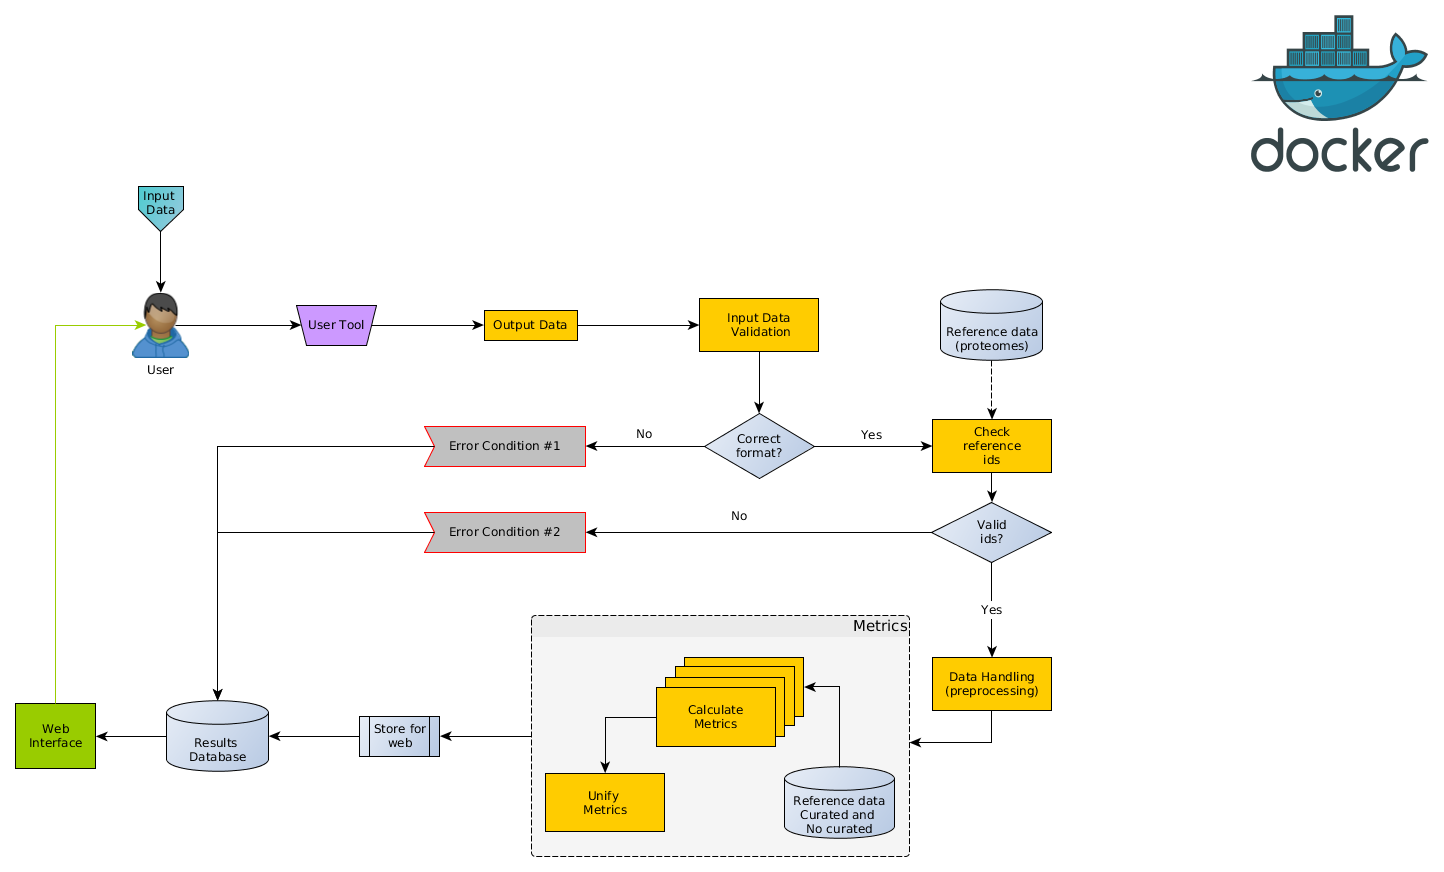 docker
Input
Data
User Tool
Output Data
Input Data
Validation
Reference data
(proteomes)
User
Correct
format?
No
Yes
Error Condition #1
Check
reference
ids
Error Condition #2
No
Valid
ids?
Yes
Metrics
Data Handling
(preprocessing)
Calculate
Metrics
Web
Interface
Results
Database
Store for
web
Unify
Metrics
Reference data
Curated and
No curated